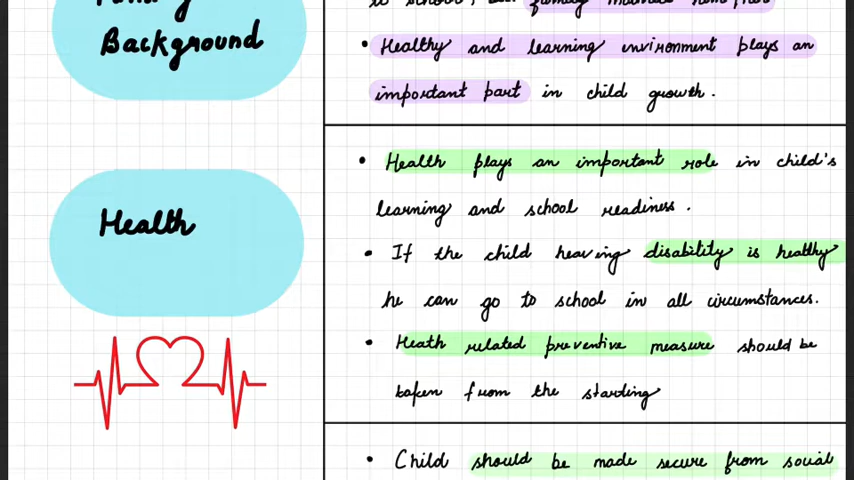 Background
• Healthy and learning environment plays an
important part in child growth.
Health
• Health plays an important role in child's
learning and school readiness.
• If the child heaving disability is healthy
he can go to school in all circumstances.
• Heath related preventive measure should be
taken from the starting
• Child should be made secure from social